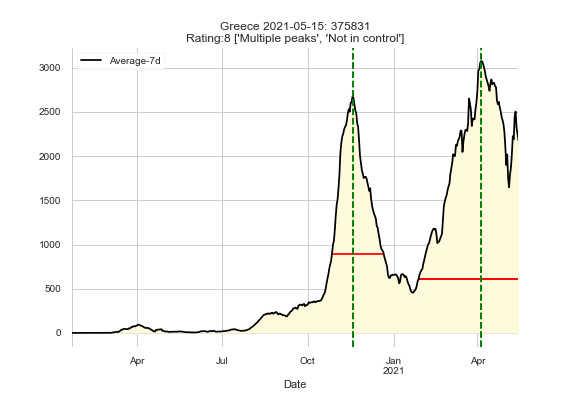 Greece 2021-05-15: 375831
Rating:8 ['Multiple peaks', 'Not in control']
Average-7d
3000
2500
2000
1500
1000
500
0
Apr Jul Oct Jan Apr
2021
Date